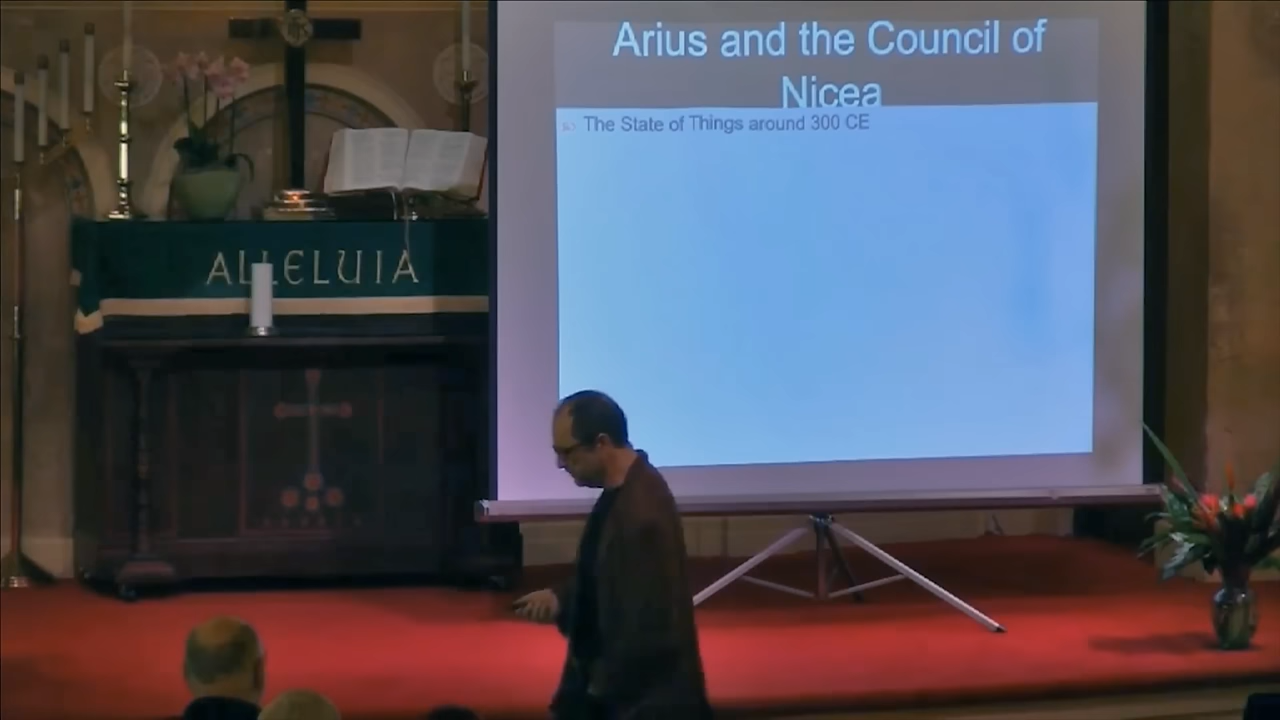 Arius and the Council of
Nicea
The State of Things around 300 CE
ALLELUIA